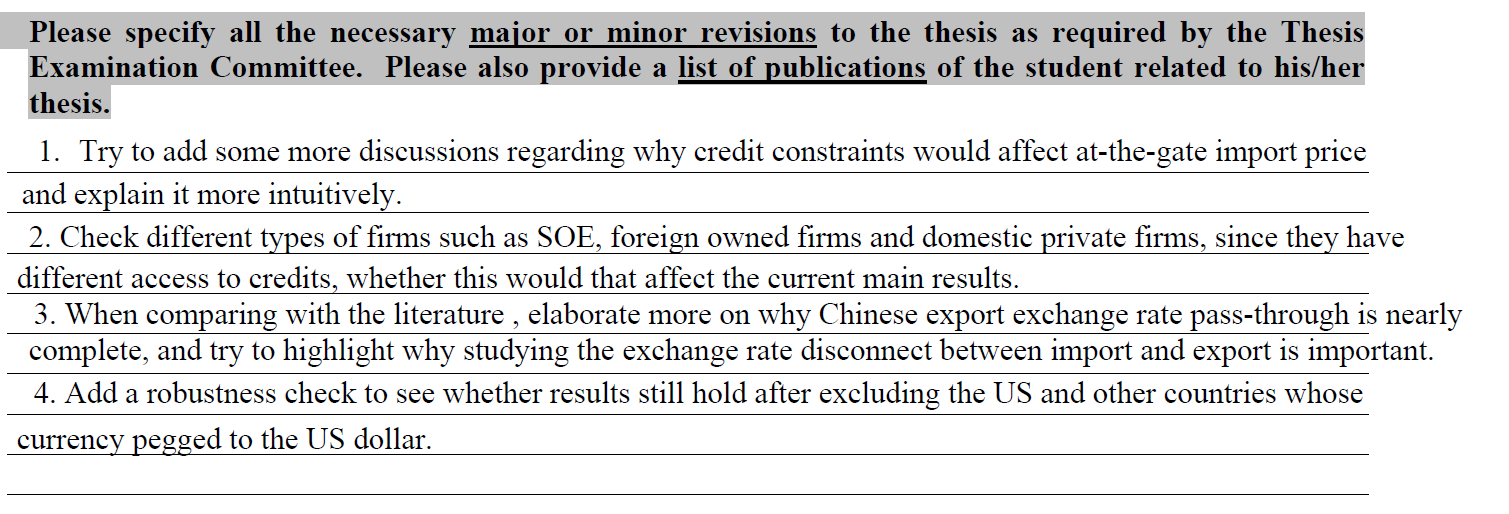 Please specify all the necessary major or minor revisions to the thesis as required by the Thesis
Examination Committee. Please also provide a list of publications of the student related to his/her
thesis.
1. Try to add some more discussions regarding why credit constraints would affect at-the-gate import price
and explain it more intuitively.
2. Check different types of firms such as SOE, foreign owned firms and domestic private firms, since they have
different access to credits, whether this would that affect the current main results.
3. When comparing with the literature , elaborate more on why Chinese export exchange rate pass-through is nearly
complete, and try to highlight why studying the exchange rate disconnect between import and export is important.
4. Add a robustness check to see whether results still hold after excluding the US and other countries whose
currency pegged to the US dollar.